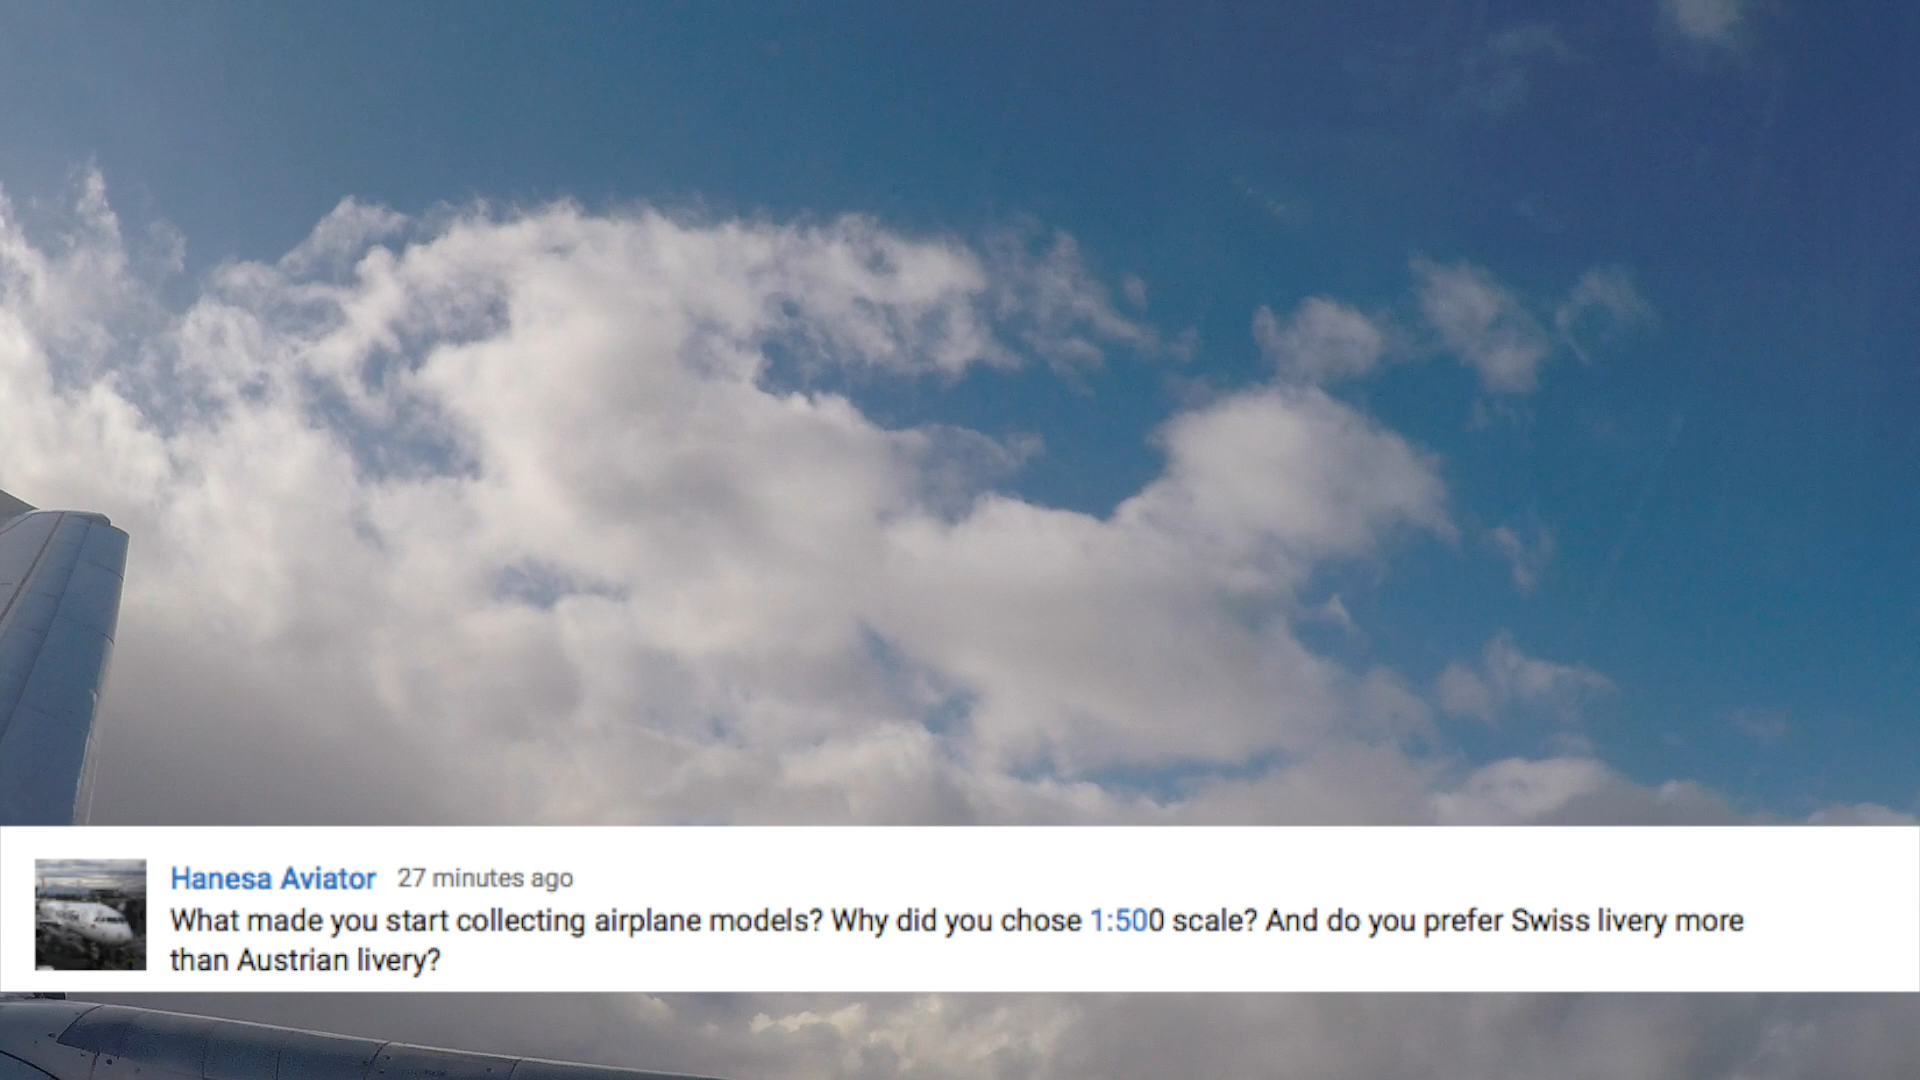 Hanesa Aviator 27 minutes ago
What made you start collecting airplane models? Why did you chose 1:500 scale? And do you prefer Swiss livery more
than Austrian livery?